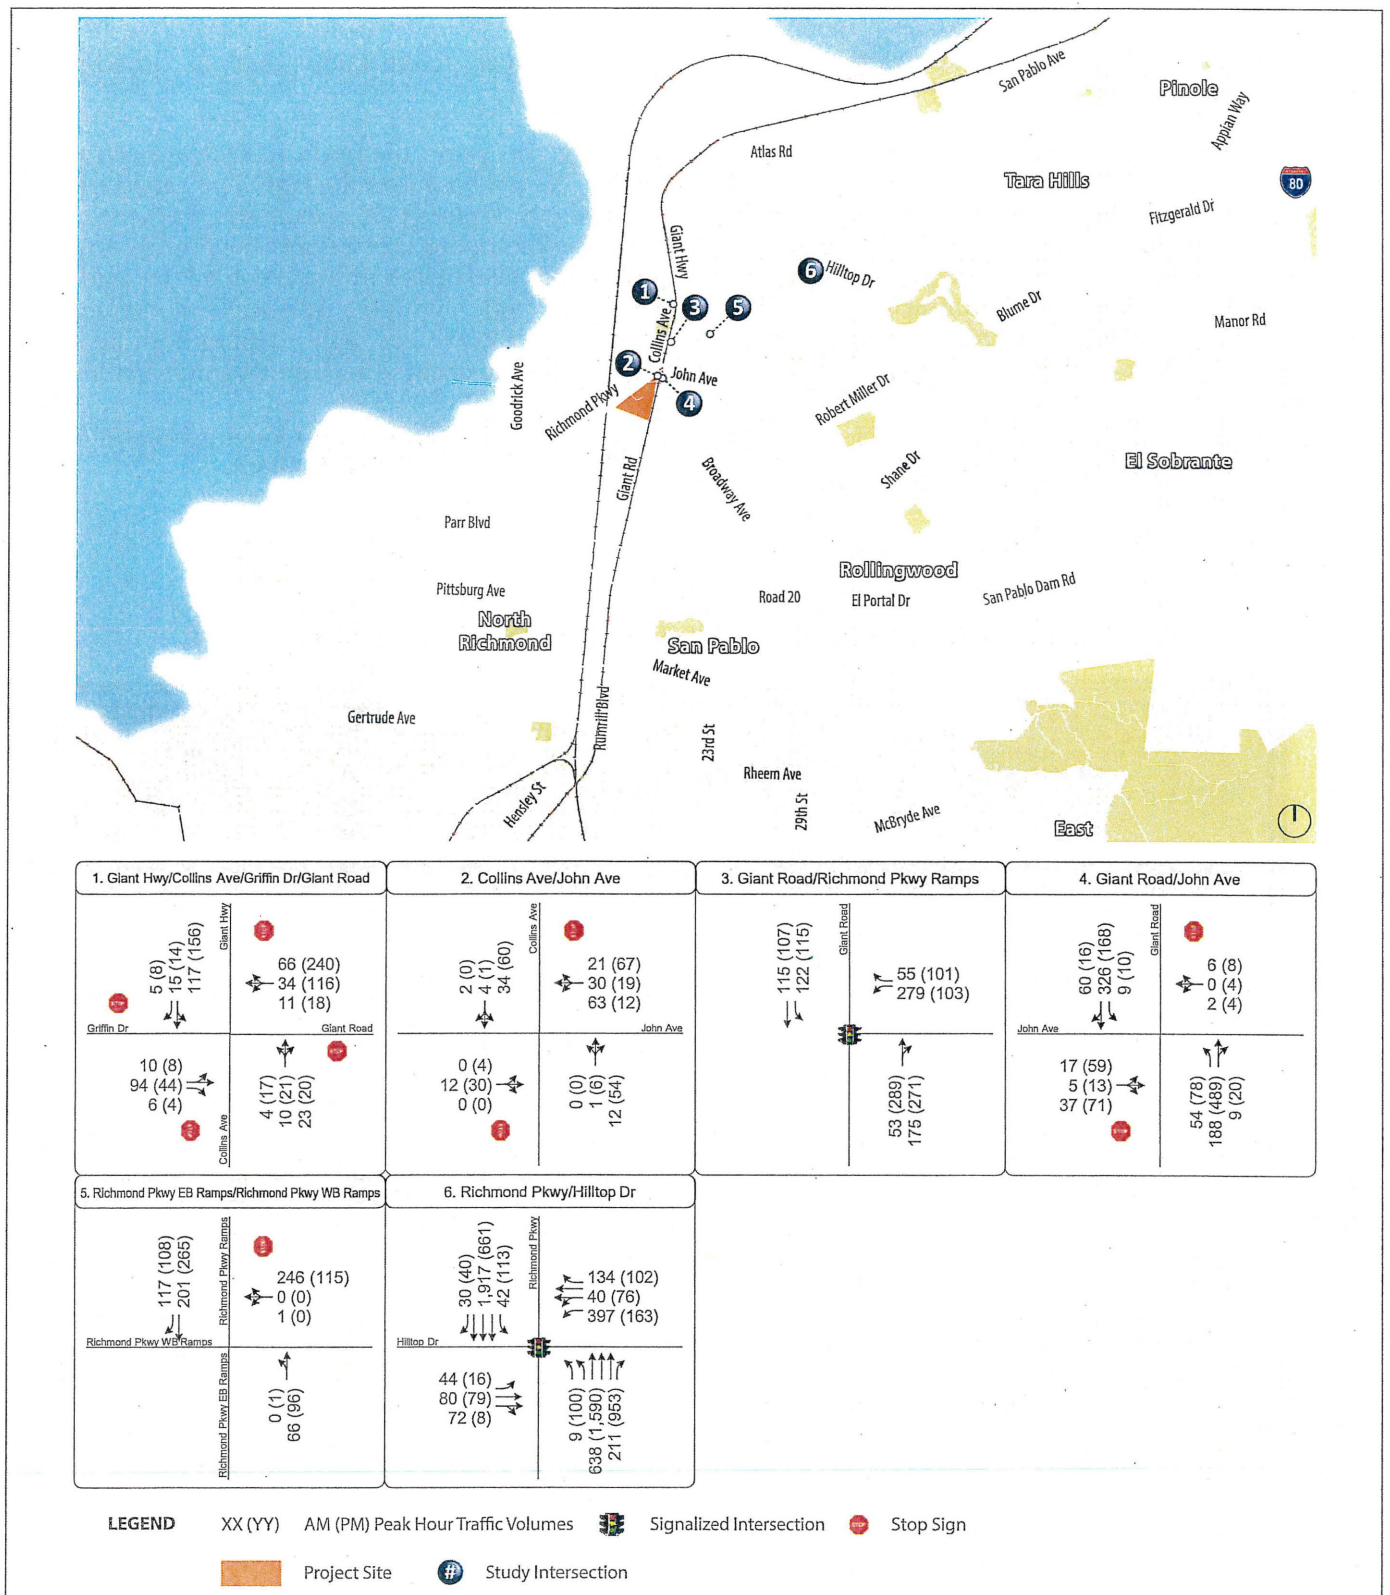 San Pablo Ave
Pinole
Appian Way
Atlas Rd
Tara Hills
80
Fitzgerald Dr
Giant Hwy
6
Hilltop Dr
1
3
5
Blume Dr
Manor Rd
Collins Ave
2
John Ave
Goodrick Ave
Richmond Pkwy
4
Robert Miller Dr
El Sobrante
Giant Rd
Broadway Ave
Shane Dr
Parr Blvd
Rollingwood
Pittsburg Ave
Road 20
El Portal Dr
San Pablo Dam Rd
North
Richmond
San Pablo
Market Ave
Gertrude Ave
Rumrill Blvd
23rd St
Rheem Ave
Hensley St
29th St
McBryde Ave
East
1. Giant Hwy/Collins Ave/Griffin Dr/Giant Road
Giant Hwy
5 (8)
15 (14)
117 (156)
66 (240)
34 (116)
11 (18)
STOP
Griffin Dr
Giant Road
10 (8)
94 (44)
6 (4)
4 (17)
10 (21)
23 (20)
Collins Ave
2. Collins Ave/John Ave
Collins Ave
2 (0)
4 (1)
34 (60)
21 (67)
30 (19)
63 (12)
John Ave
0 (4)
12 (30)
0 (0)
0 (0)
1 (6)
12 (54)
3. Giant Road/Richmond Pkwy Ramps
Giant Road
115 (107)
122 (115)
55 (101)
279 (103)
53 (289)
175 (271)
4. Giant Road/John Ave
Giant Road
60 (16)
326 (168)
9 (10)
6 (8)
0 (4)
2 (4)
John Ave
17 (59)
5 (13)
37 (71)
54 (78)
188 (489)
9 (20)
5. Richmond Pkwy EB Ramps/Richmond Pkwy WB Ramps
Richmond Pkwy Ramps
117 (108)
201 (265)
246 (115)
0 (0)
1 (0)
Richmond Pkwy WB Ramps
Richmond Pkwy EB Ramps
0 (1)
66 (96)
6. Richmond Pkwy/Hilltop Dr
Richmond Pkwy
30 (40)
1,917 (661)
42 (113)
134 (102)
40 (76)
397 (163)
Hilltop Dr
44 (16)
80 (79)
72 (8)
9 (100)
638 (1,590)
211 (953)
LEGEND
XX (YY) AM (PM) Peak Hour Traffic Volumes
Signalized Intersection
STOP
Stop Sign
Project Site
#
Study Intersection